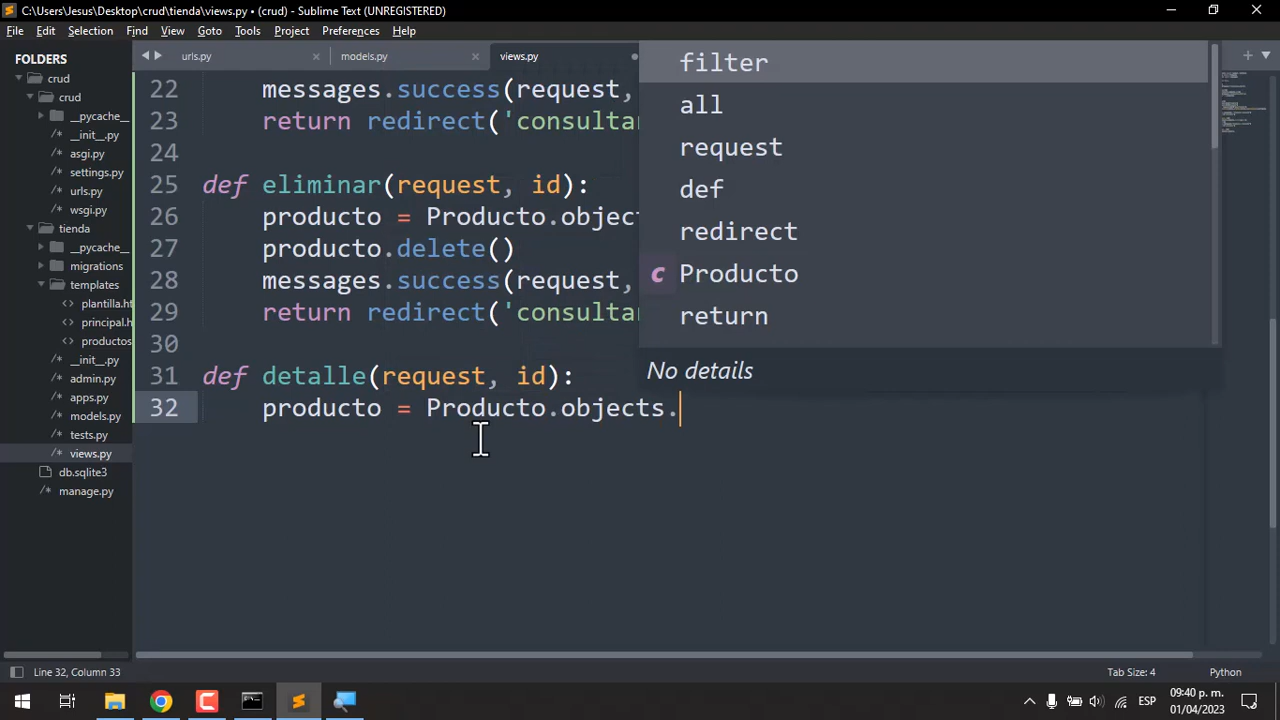 C:\Users\Jesus\Desktop\crud\tienda\views.py • (crud) - Sublime Text (UNREGISTERED)
File Edit Selection Find View Goto Tools Project Preferences Help
FOLDERS
crud
crud
__pycache__
__init__.py
asgi.py
settings.py
urls.py
wsgi.py
tienda
__pycache__
migrations
templates
plantilla.ht
principal.h
productos
__init__.py
admin.py
apps.py
models.py
tests.py
views.py
db.sqlite3
manage.py
urls.py models.py views.py
22 messages.success(request,
23 return redirect('consultar
24
25 def eliminar(request, id):
26 producto = Producto.object
27 producto.delete()
28 messages.success(request,
29 return redirect('consultar
30
31 def detalle(request, id):
32 producto = Producto.objects.
filter
all
request
def
redirect
c Producto
return
No details
Line 32, Column 33 Tab Size: 4 Python
ESP 09:40 p. m.
01/04/2023